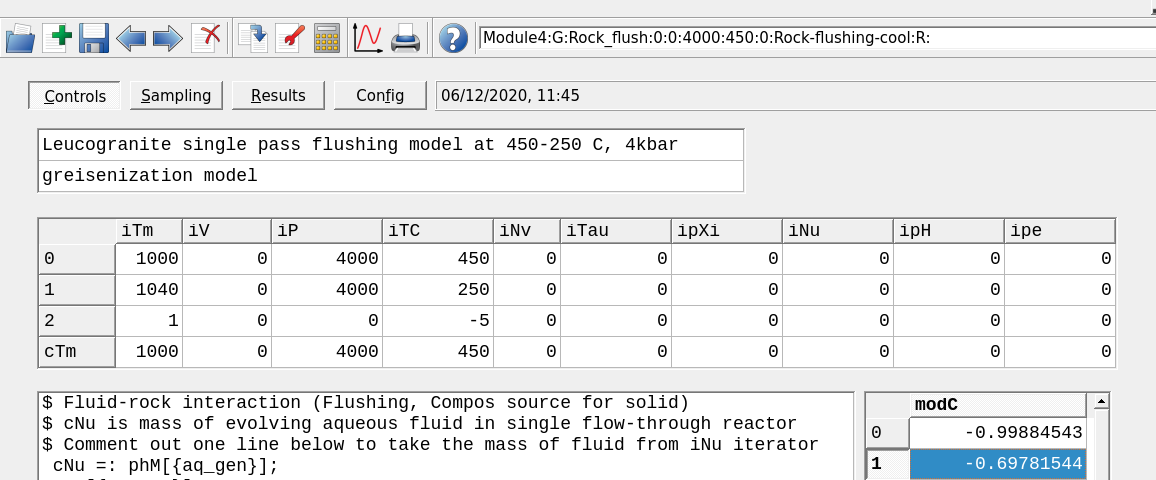 Module4:G:Rock_flush:0:0:4000:450:0:Rock-flushing-cool:R:
Controls Sampling Results Config 06/12/2020, 11:45
Leucogranite single pass flushing model at 450-250 C, 4kbar
greisenization model
iTm iV iP iTC iNv iTau ipXi iNu ipH ipe
0 1000 0 4000 450 0 0 0 0 0 0
1 1040 0 4000 250 0 0 0 0 0 0
2 1 0 0 -5 0 0 0 0 0 0
cTm 1000 0 4000 450 0 0 0 0 0 0
$ Fluid-rock interaction (Flushing, Compos source for solid)
$ cNu is mass of evolving aqueous fluid in single flow-through reactor
$ Comment out one line below to take the mass of fluid from iNu iterator
cNu =: phM[{aq_gen}];
modC
0 -0.99884543
1 -0.69781544